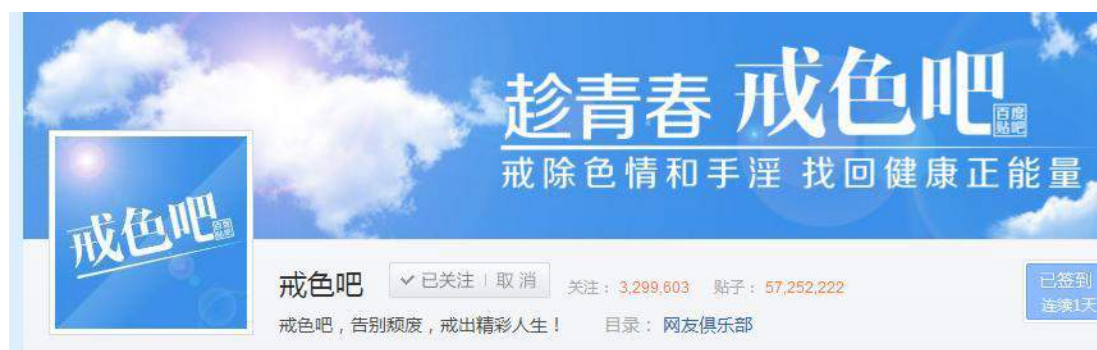 趁青春 戒色吧 百度贴吧
戒除色情和手淫 找回健康正能量
戒色吧 百度贴吧
戒色吧 已关注 取消 关注：3,299,603 贴子：57,252,222
已签到
连续1天
戒色吧，告别颓废，戒出精彩人生！ 目录：网友俱乐部